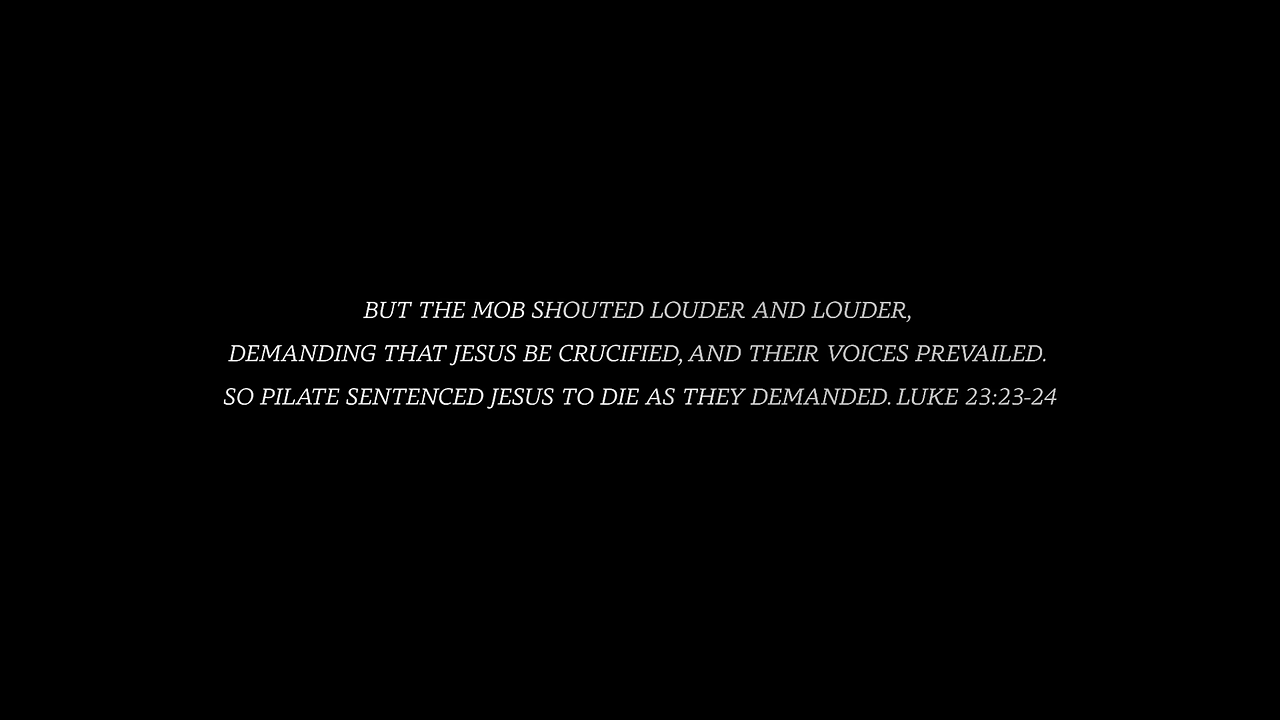 BUT THE MOB SHOUTED LOUDER AND LOUDER,
DEMANDING THAT JESUS BE CRUCIFIED, AND THEIR VOICES PREVAILED.
SO PILATE SENTENCED JESUS TO DIE AS THEY DEMANDED. LUKE 23:23-24